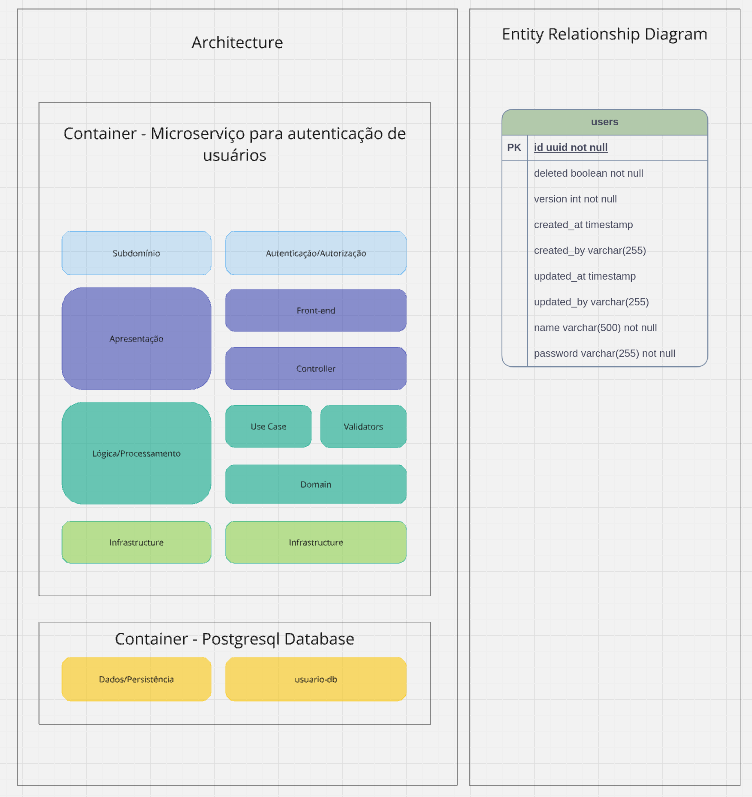 Architecture
Container - Microserviço para autenticação de
usuários
Subdomínio
Autenticação/Autorização
Apresentação
Front-end
Controller
Lógica/Processamento
Use Case
Validators
Domain
Infrastructure
Infrastructure
Container - Postgresql Database
Dados/Persistência
usuario-db
Entity Relationship Diagram
users
PK
id uuid not null
deleted boolean not null
version int not null
created_at timestamp
created_by varchar(255)
updated_at timestamp
updated_by varchar(255)
name varchar(500) not null
password varchar(255) not null